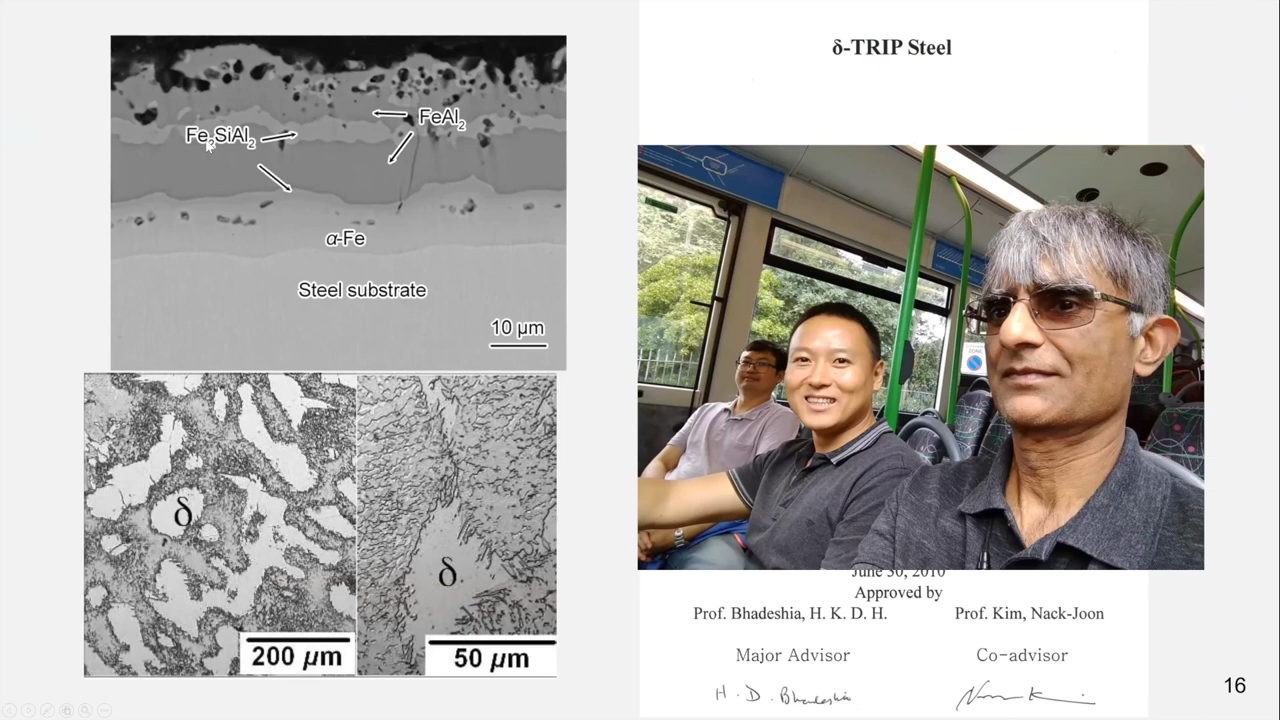 δ-TRIP Steel
FeAl2
Fe2SiAl2
α-Fe
Steel substrate
10 µm
δ
200 µm
δ
50 µm
ZONE
June 30, 2010
Approved by
Prof. Bhadeshia, H. K. D. H. Prof. Kim, Nack-Joon
Major Advisor Co-advisor
H. D. Bhadeshia
16